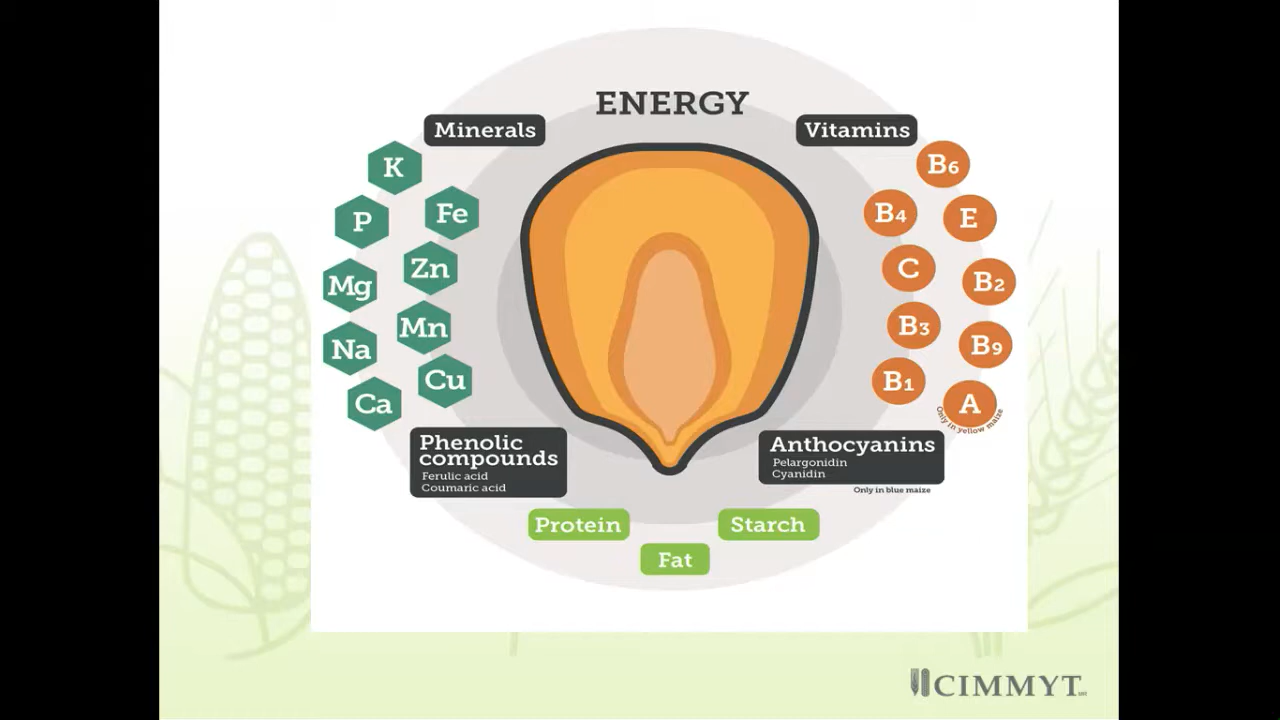 ENERGY
Minerals
Vitamins
K
P
Fe
Mg
Zn
Na
Mn
Ca
Cu
B6
B4
E
C
B2
B3
B9
B1
A
Only in yellow maize
Phenolic
compounds
Ferulic acid
Coumaric acid
Anthocyanins
Pelargonidin
Cyanidin
Only in blue maize
Protein
Starch
Fat
CIMMYT